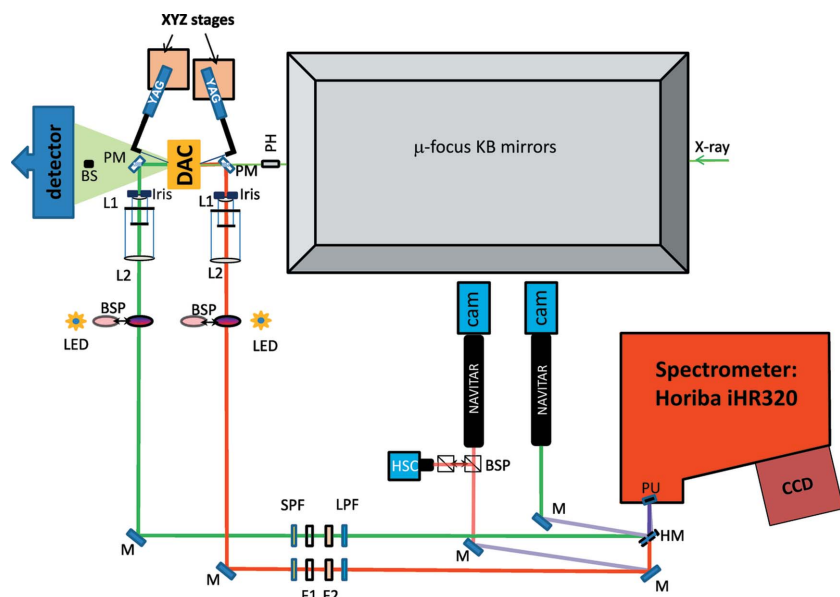 XYZ stages
YAG
YAG
detector
BS
PM
DAC
PM
PH
μ-focus KB mirrors
X-ray
Iris
L1
L2
Iris
L1
L2
BSP
LED
BSP
LED
cam
cam
NAVITAR
NAVITAR
HSC
BSP
Spectrometer:
Horiba iHR320
CCD
PU
HM
SPF
LPF
M
M
M
M
M
F1
F2